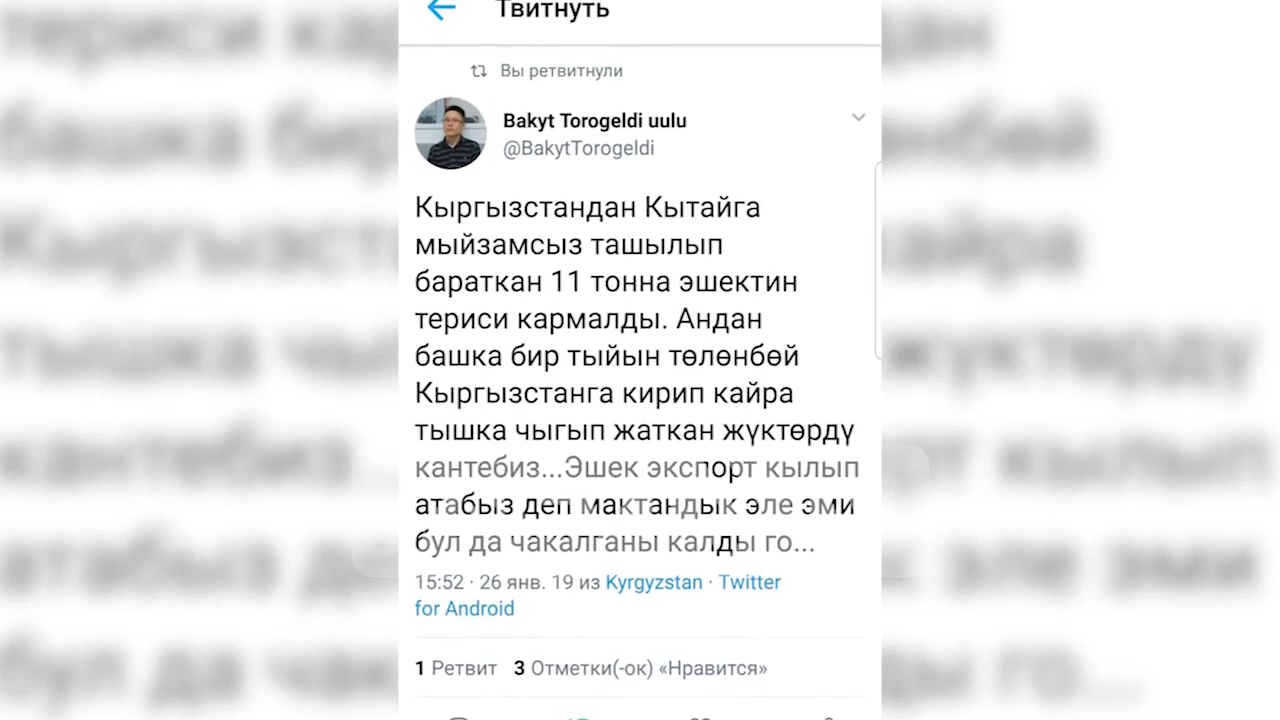 Твитнуть
Вы ретвитнули
Bakyt Torogeldi uulu
@BakytTorogeldi
Кыргызстандан Кытайга
мыйзамсыз ташылып
бараткан 11 тонна эшектин
териси кармалды. Андан
башка бир тыйын төлөнбөй
Кыргызстанга кирип кайра
тышка чыгып жаткан жүктөрдү
кантебиз...Эшек экспорт кылып
атабыз деп мактандык эле эми
бул да чакалганы калды го...
15:52 · 26 янв. 19 из Kyrgyzstan · Twitter
for Android
1 Ретвит 3 Отметки(-ок) «Нравится»